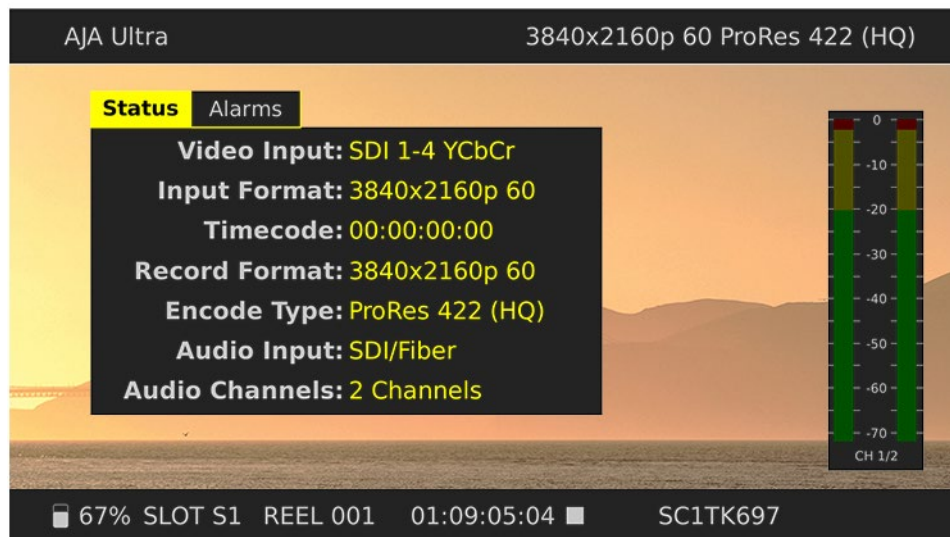 AJA Ultra 3840x2160p 60 ProRes 422 (HQ)
Status Alarms
Video Input: SDI 1-4 YCbCr
Input Format: 3840x2160p 60
Timecode: 00:00:00:00
Record Format: 3840x2160p 60
Encode Type: ProRes 422 (HQ)
Audio Input: SDI/Fiber
Audio Channels: 2 Channels
0
-10
-20
-30
-40
-50
-60
-70
CH 1/2
67% SLOT S1 REEL 001 01:09:05:04 SC1TK697